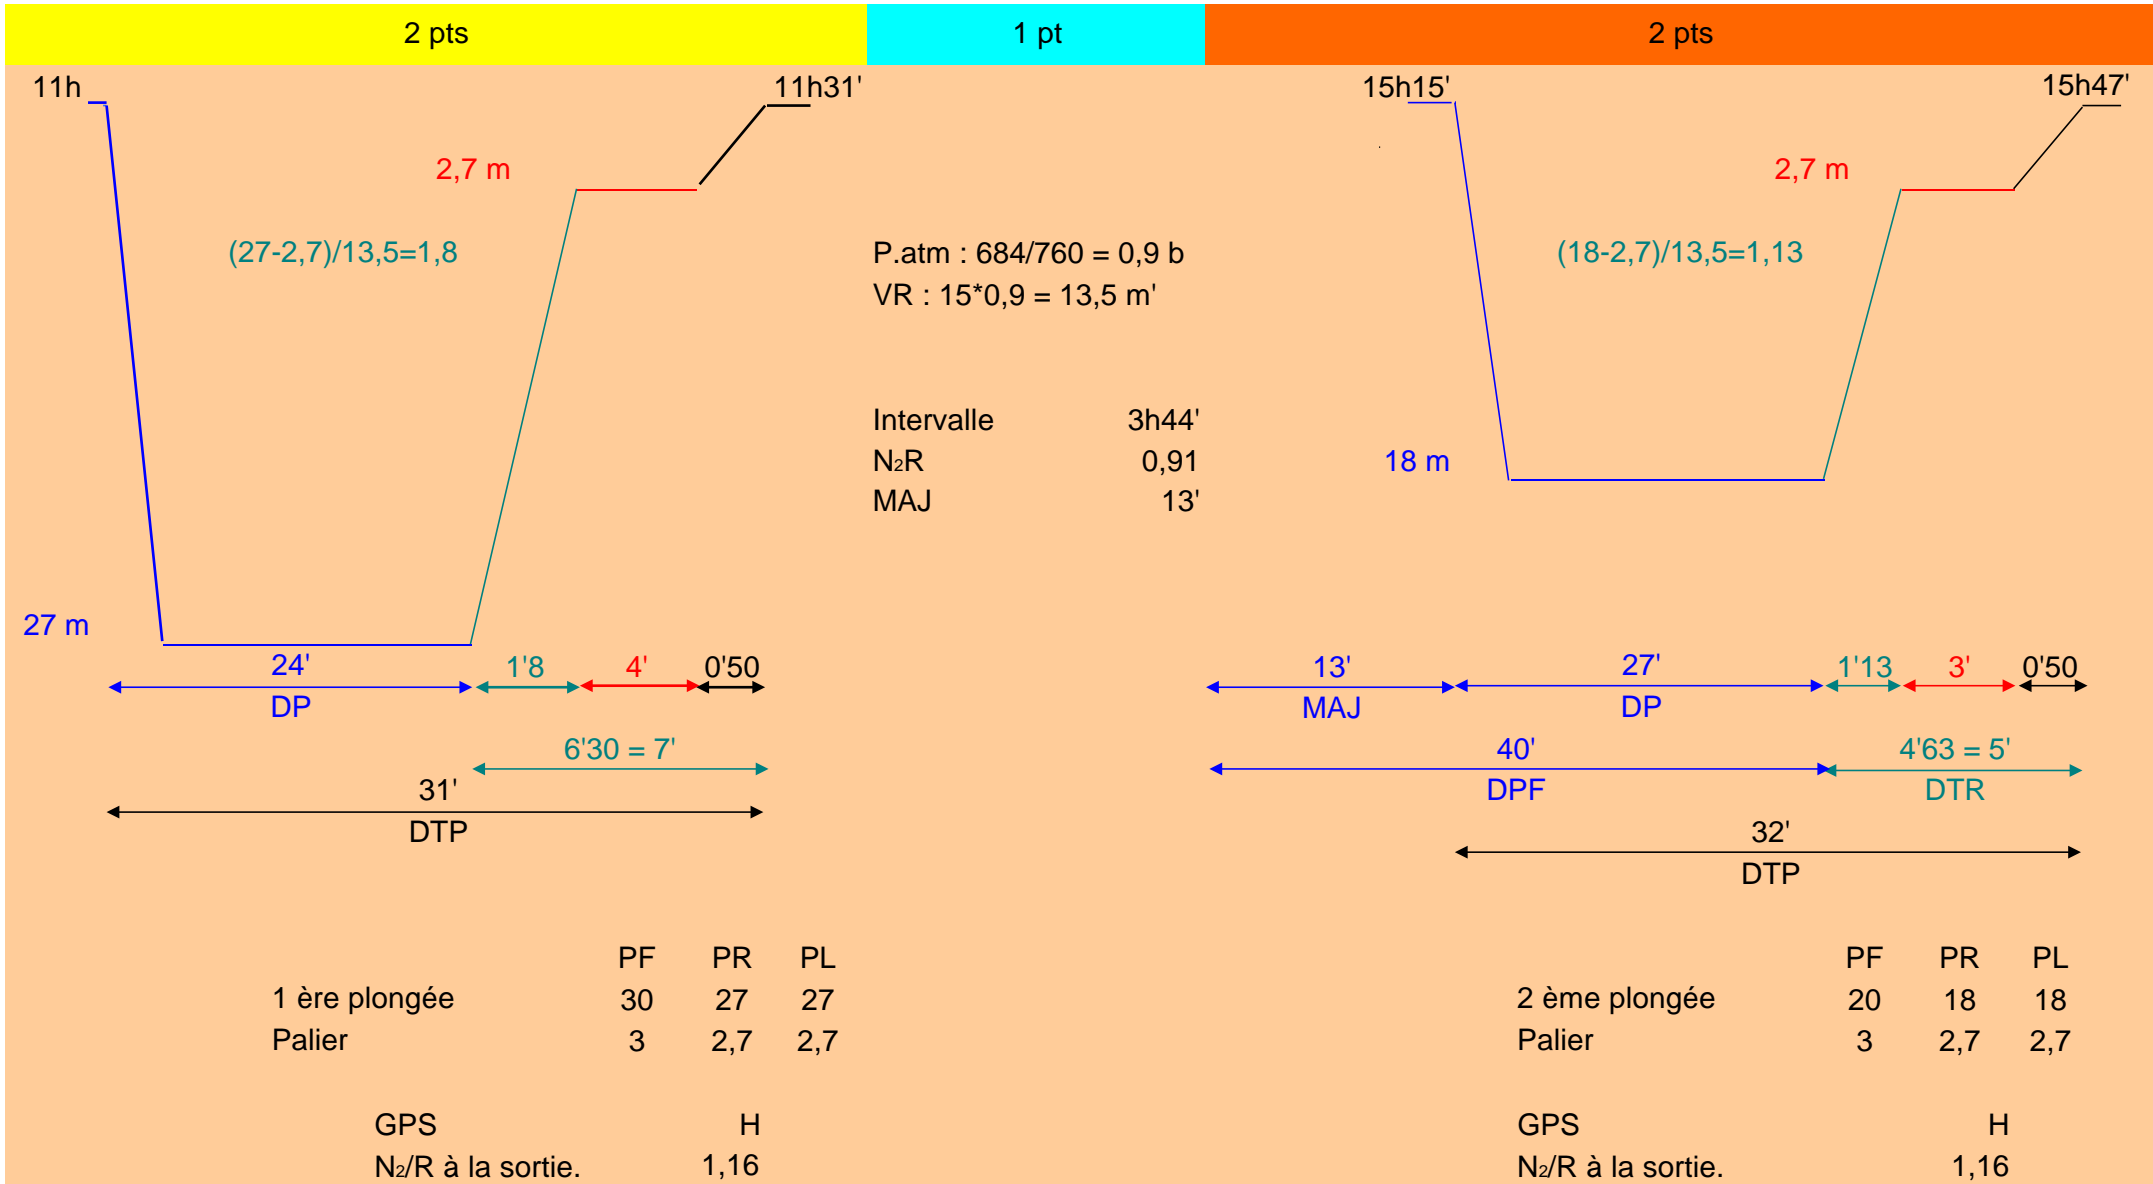 2 pts
1 pt
2 pts
11h
11h31'
15h15'
15h47'
2,7 m
2,7 m
(27-2,7)/13,5=1,8
P.atm : 684/760 = 0,9 b
(18-2,7)/13,5=1,13
VR : 15*0,9 = 13,5 m'
Intervalle 3h44'
N₂R 0,91
18 m
MAJ 13'
27 m
24' 1'8 4' 0'50
DP
13' 27' 1'13 3' 0'50
MAJ DP
6'30 = 7'
40' 4'63 = 5'
DPF DTR
31'
DTP
32'
DTP
PF PR PL
1 ère plongée 30 27 27
Palier 3 2,7 2,7
PF PR PL
2 ème plongée 20 18 18
Palier 3 2,7 2,7
GPS H
N₂/R à la sortie. 1,16
GPS H
N₂/R à la sortie. 1,16